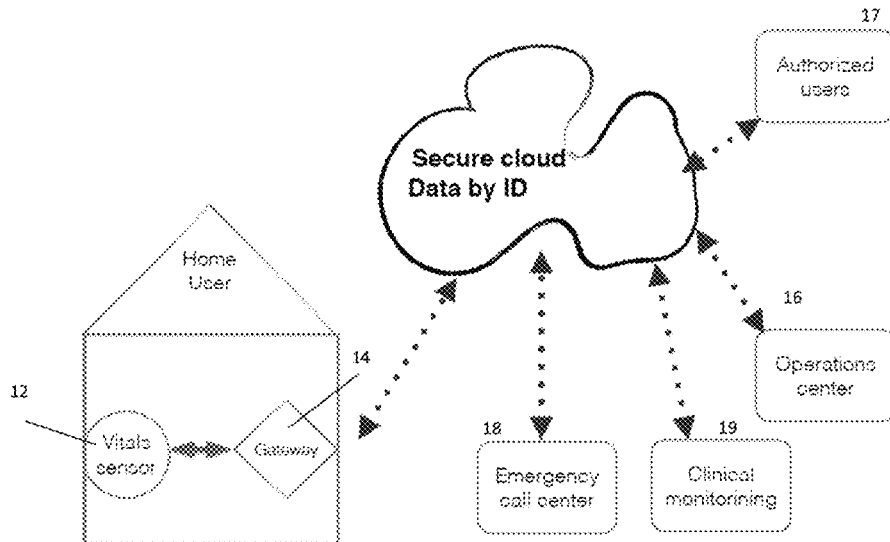 17
Authorized
users
Secure cloud
Data by ID
Home
User
16
Operations
center
14
12
Vitals
sensor
Gateway
18
Emergency
call center
19
Clinical
monitorining